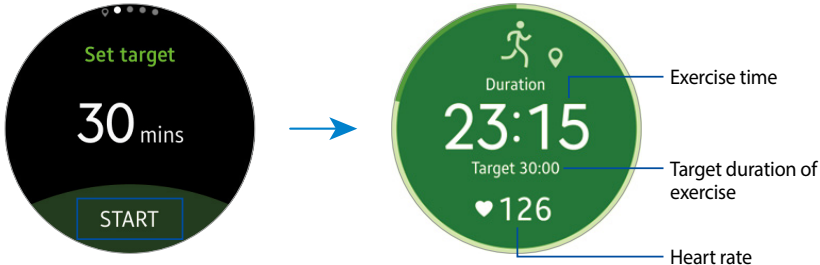 Set target
30 mins
START
Duration
23:15
Target 30:00
126
Exercise time
Target duration of
exercise
Heart rate